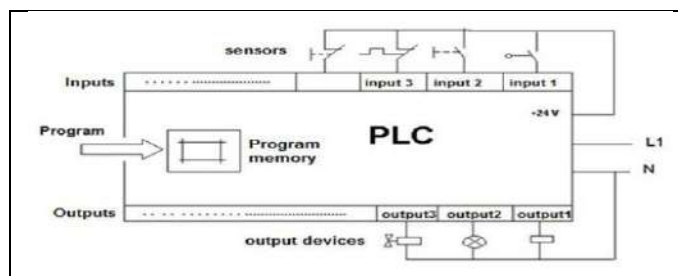 sensors
Inputs input 3 input 2 input 1
+24V
Program
Program memory
PLC
L1
N
Outputs output3 output2 output1
output devices